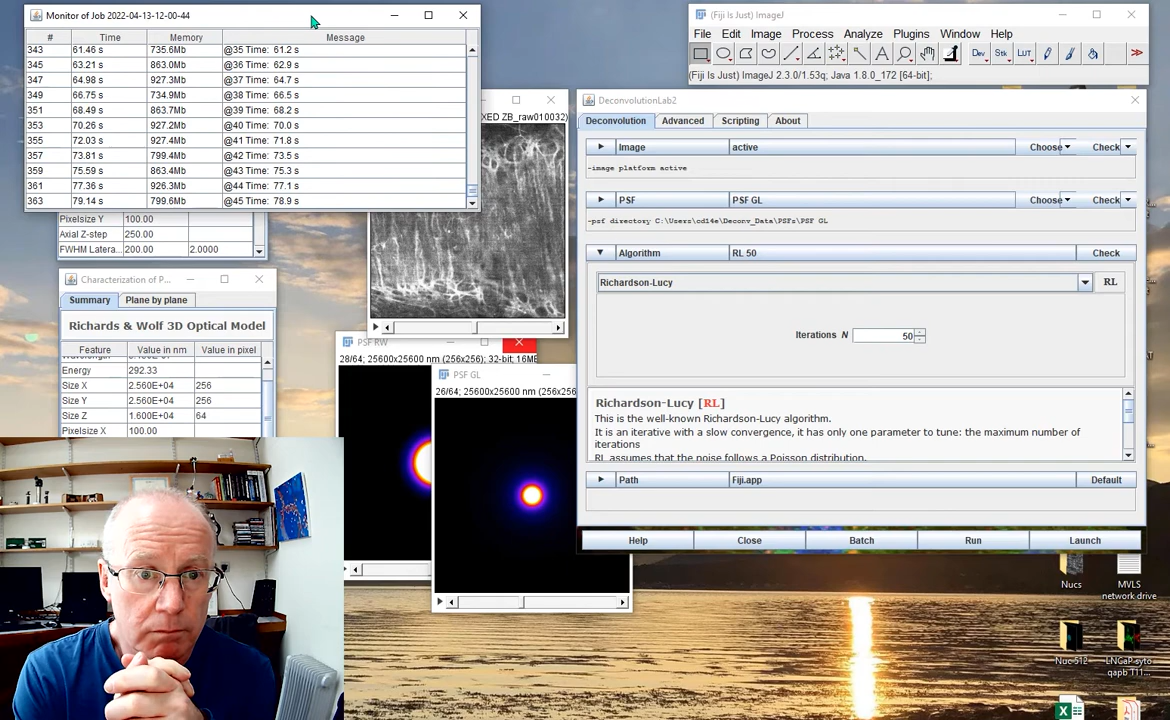 Monitor of Job 2022-04-13-12-00-44
# Time Memory Message
343 61.46 s 735.6Mb @35 Time: 61.2 s
345 63.21 s 863.0Mb @36 Time: 62.9 s
347 64.98 s 927.3Mb @37 Time: 64.7 s
349 66.75 s 734.9Mb @38 Time: 66.5 s
351 68.49 s 863.7Mb @39 Time: 68.2 s
353 70.26 s 927.2Mb @40 Time: 70.0 s
355 72.03 s 927.4Mb @41 Time: 71.8 s
357 73.81 s 799.4Mb @42 Time: 73.5 s
359 75.59 s 863.4Mb @43 Time: 75.3 s
361 77.36 s 926.3Mb @44 Time: 77.1 s
363 79.14 s 799.6Mb @45 Time: 78.9 s
Pixelsize Y 100.00
Axial Z-step 250.00
FWHM Latera... 200.00 2.0000
XED ZB_raw010032)
Characterization of P...
Summary Plane by plane
Richards & Wolf 3D Optical Model
Feature Value in nm Value in pixel
Energy 292.33
Size X 2.560E+04 256
Size Y 2.560E+04 256
Size Z 1.600E+04 64
Pixelsize X 100.00
PSF RW
28/64; 25600x25600 nm (256x256); 32-bit; 16ME
PSF GL
26/64; 25600x25600 nm (256x256
(Fiji Is Just) ImageJ
File Edit Image Process Analyze Plugins Window Help
Dev Stk LUT
(Fiji Is Just) ImageJ 2.3.0/1.53q; Java 1.8.0_172 [64-bit];
DeconvolutionLab2
Deconvolution Advanced Scripting About
Image active Choose Check
-image platform active
PSF PSF GL Choose Check
-psf directory C:\Users\cd14e\Deconv_Data\PSFs\PSF GL
Algorithm RL 50 Check
Richardson-Lucy RL
Iterations N 50
Richardson-Lucy [RL]
This is the well-known Richardson-Lucy algorithm.
It is an iterative with a slow convergence, it has only one parameter to tune: the maximum number of
iterations
RL assumes that the noise follows a Poisson distribution.
Path Fiji.app Default
Help Close Batch Run Launch
Nucs
MVLS
network drive
Nuc 512
LNCaP syto